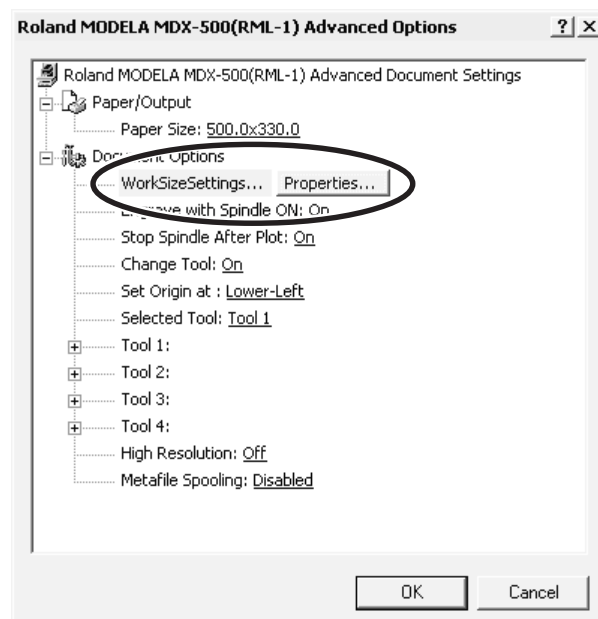 Roland MODELA MDX-500(RML-1) Advanced Options
Roland MODELA MDX-500(RML-1) Advanced Document Settings
Paper/Output
Paper Size: 500.0x330.0
Document Options
WorkSizeSettings... Properties...
Engrave with Spindle ON: On
Stop Spindle After Plot: On
Change Tool: On
Set Origin at : Lower-Left
Selected Tool: Tool 1
Tool 1:
Tool 2:
Tool 3:
Tool 4:
High Resolution: Off
Metafile Spooling: Disabled
OK Cancel